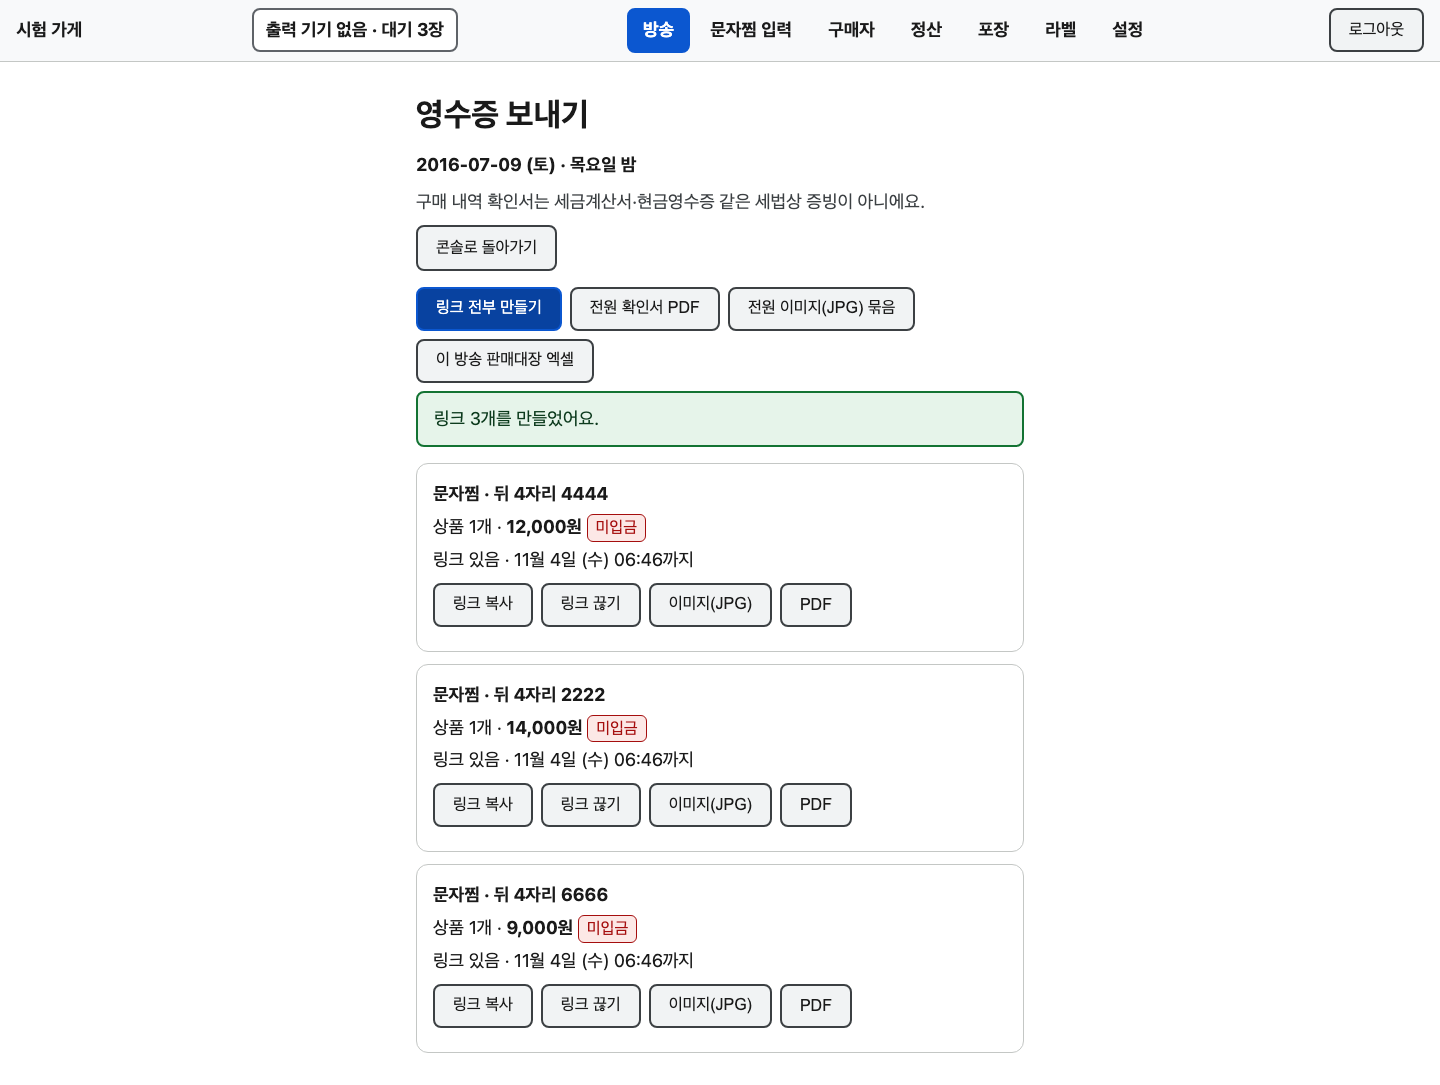 시험 가게
출력 기기 없음 · 대기 3장
방송 문자찜 입력 구매자 정산 포장 라벨 설정
로그아웃
영수증 보내기
2016-07-09 (토) · 목요일 밤
구매 내역 확인서는 세금계산서·현금영수증 같은 세법상 증빙이 아니에요.
콘솔로 돌아가기
링크 전부 만들기 전원 확인서 PDF 전원 이미지(JPG) 묶음
이 방송 판매대장 엑셀
링크 3개를 만들었어요.
문자찜 · 뒤 4자리 4444
상품 1개 · 12,000원 미입금
링크 있음 · 11월 4일 (수) 06:46까지
링크 복사 링크 끊기 이미지(JPG) PDF
문자찜 · 뒤 4자리 2222
상품 1개 · 14,000원 미입금
링크 있음 · 11월 4일 (수) 06:46까지
링크 복사 링크 끊기 이미지(JPG) PDF
문자찜 · 뒤 4자리 6666
상품 1개 · 9,000원 미입금
링크 있음 · 11월 4일 (수) 06:46까지
링크 복사 링크 끊기 이미지(JPG) PDF